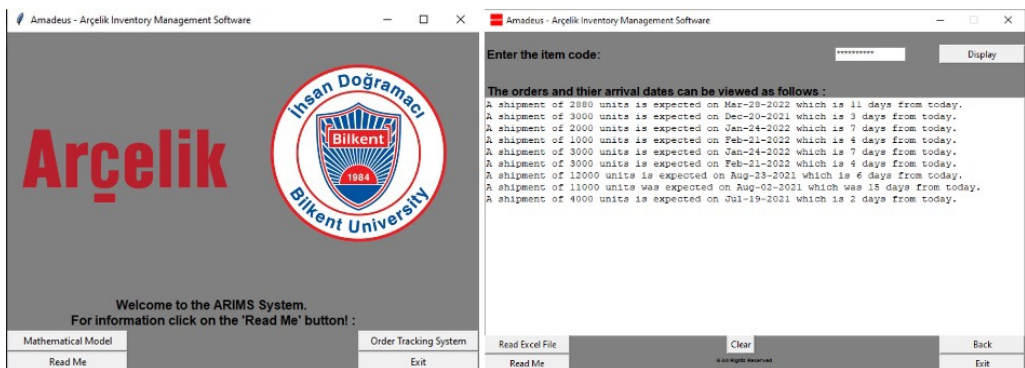 Amadeus - Arçelik Inventory Management Software
Arçelik
İhsan Doğramacı
Bilkent
1984
Bilkent University
Welcome to the ARIMS System.
For information click on the 'Read Me' button! :
Mathematical Model
Order Tracking System
Read Me
Exit
Amadeus - Arçelik Inventory Management Software
Enter the item code:
**********
Display
The orders and thier arrival dates can be viewed as follows :
A shipment of 2880 units is expected on Mar-28-2022 which is 11 days from today.
A shipment of 3000 units is expected on Dec-20-2021 which is 3 days from today.
A shipment of 2000 units is expected on Jan-24-2022 which is 7 days from today.
A shipment of 1000 units is expected on Feb-21-2022 which is 4 days from today.
A shipment of 3000 units is expected on Jan-24-2022 which is 7 days from today.
A shipment of 3000 units is expected on Feb-21-2022 which is 4 days from today.
A shipment of 12000 units is expected on Aug-23-2021 which is 6 days from today.
A shipment of 11000 units was expected on Aug-02-2021 which was 15 days from today.
A shipment of 4000 units is expected on Jul-19-2021 which is 2 days from today.
Read Excel File
Clear
Back
Read Me
All Rights Reserved
Exit